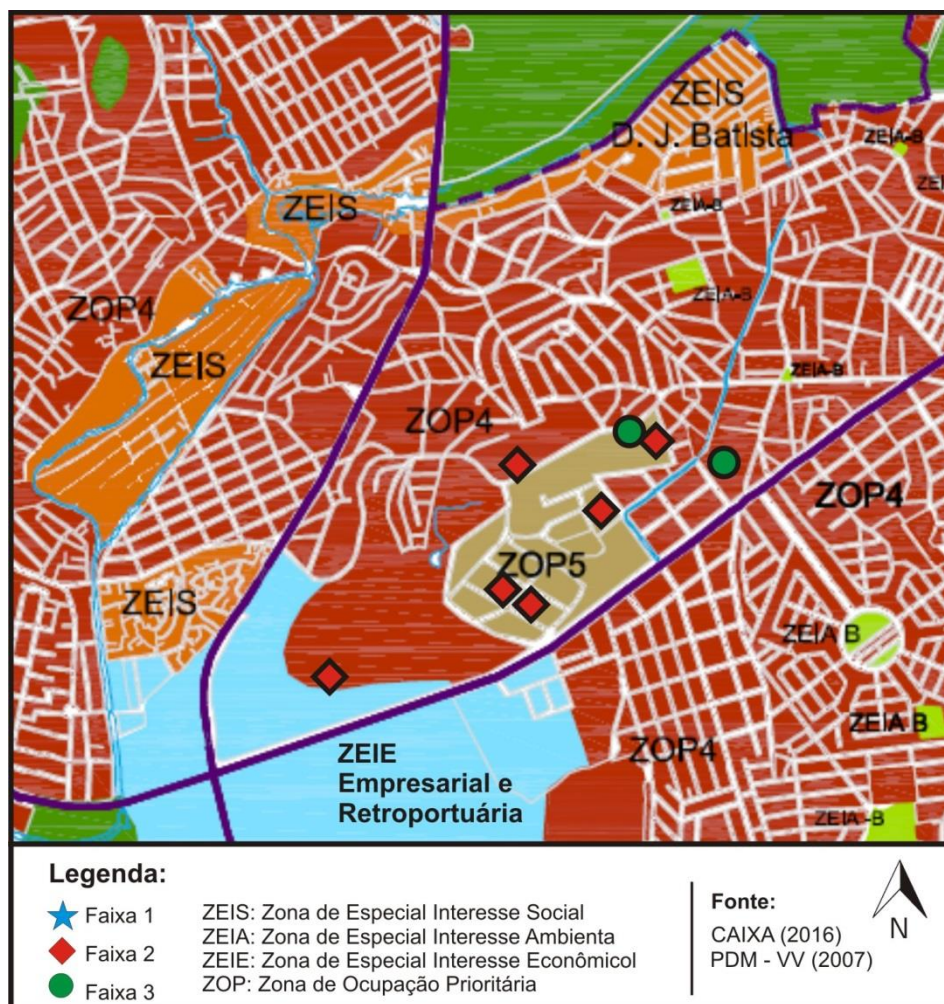 ZEIS
D. J. Batista
ZEIA-B
ZEIS
ZEIA-B
ZOP4
ZEIA-B
ZEIS
ZEIA-B
ZOP4
ZOP4
ZOP5
ZEIS
ZEIA B
ZEIA B
ZOP4
ZEIE
Empresarial e
Retroportuária
ZEIA -B
Legenda:
Faixa 1
Faixa 2
Faixa 3
ZEIS: Zona de Especial Interesse Social
ZEIA: Zona de Especial Interesse Ambienta
ZEIE: Zona de Especial Interesse Econômicol
ZOP: Zona de Ocupação Prioritária
Fonte:
CAIXA (2016)
PDM - VV (2007)
N